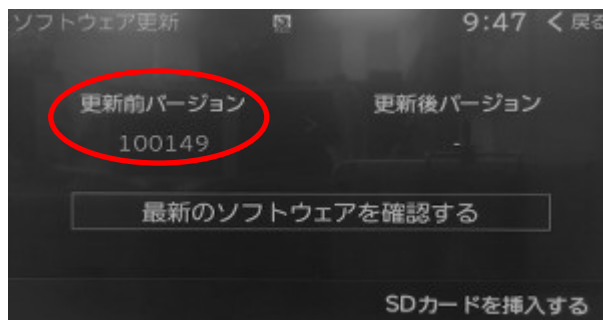 ソフトウェア更新 9:47 く戻る
更新前バージョン 更新後バージョン
100149 -
最新のソフトウェアを確認する
SDカードを挿入する